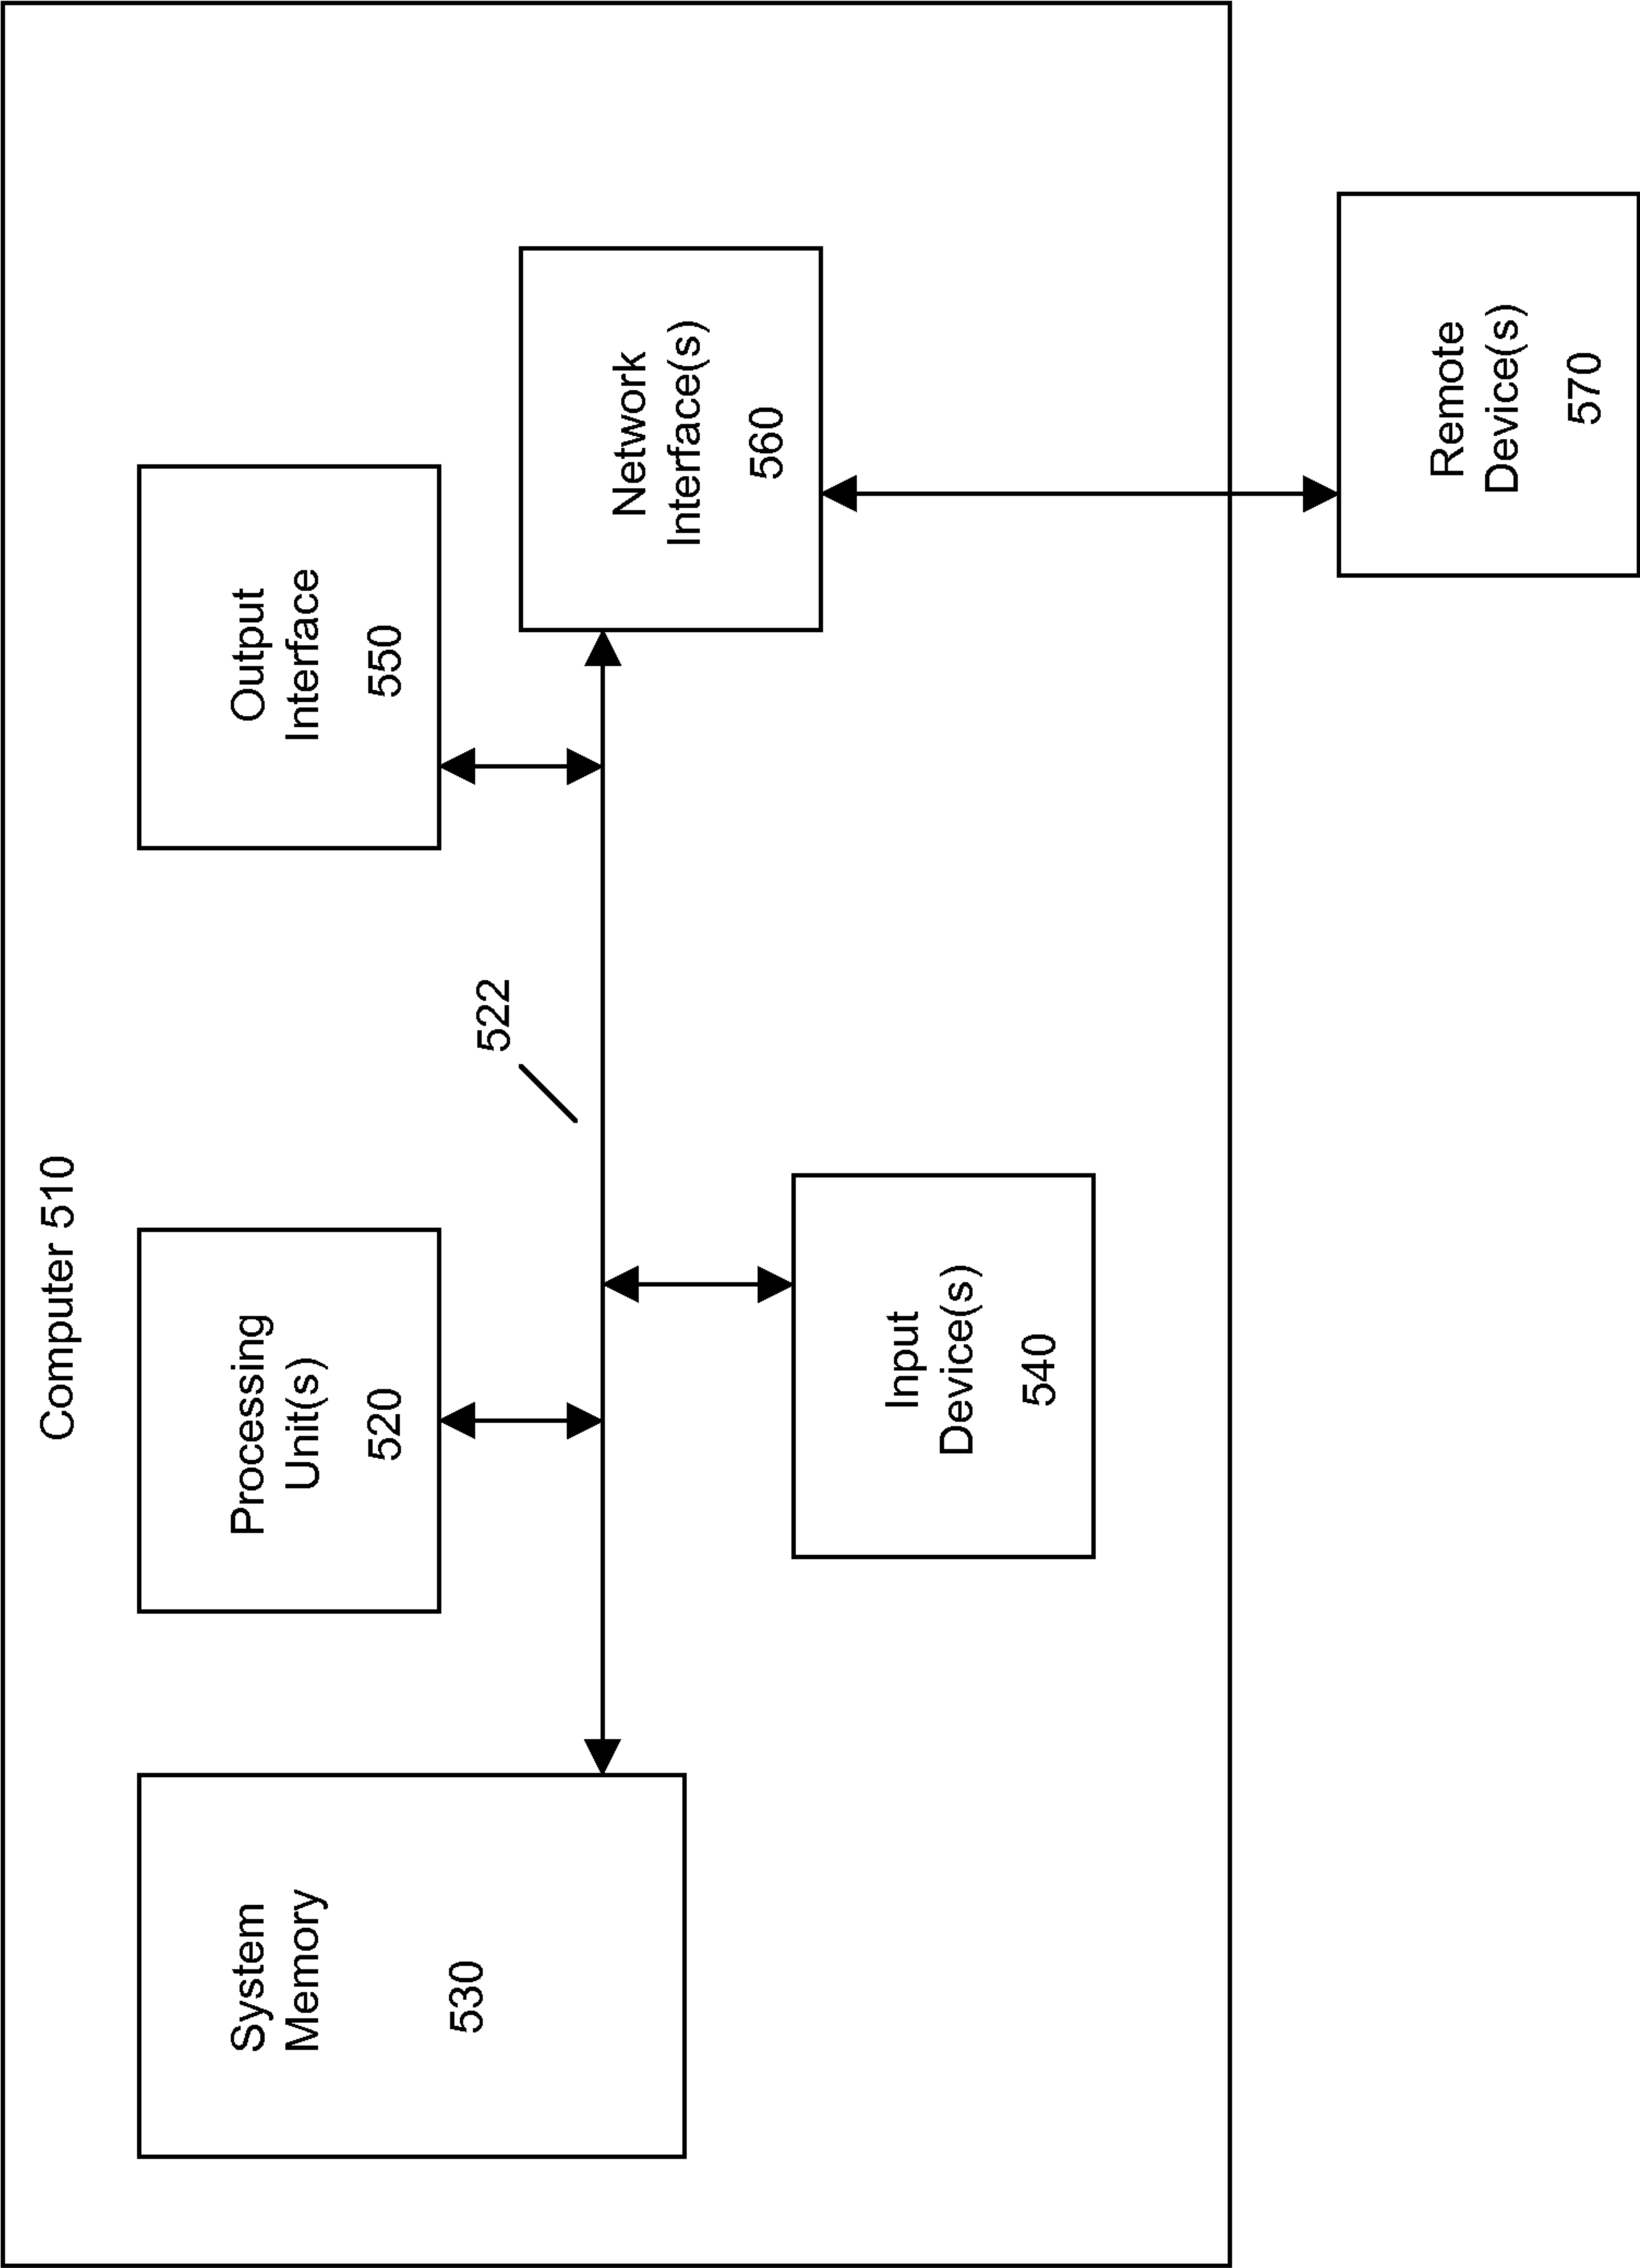 Computer 510
System
Memory
530
Processing
Unit(s)
520
Output
Interface
550
522
Network
Interface(s)
560
Input
Device(s)
540
Remote
Device(s)
570